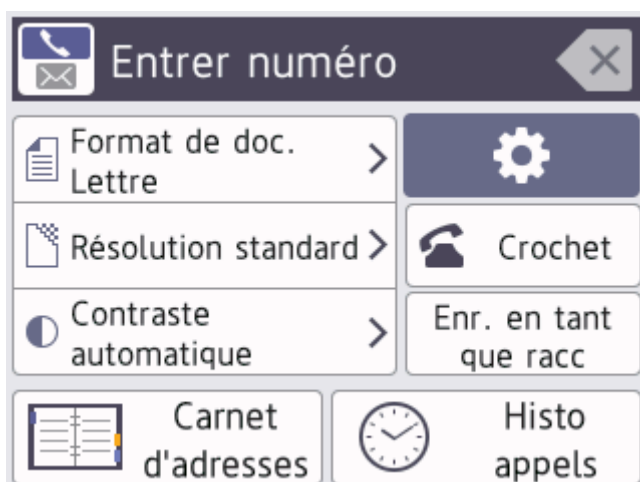 Entrer numéro
Format de doc.
Lettre
Résolution standard
Crochet
Contraste
automatique
Enr. en tant
que racc
Carnet
d'adresses
Histo
appels